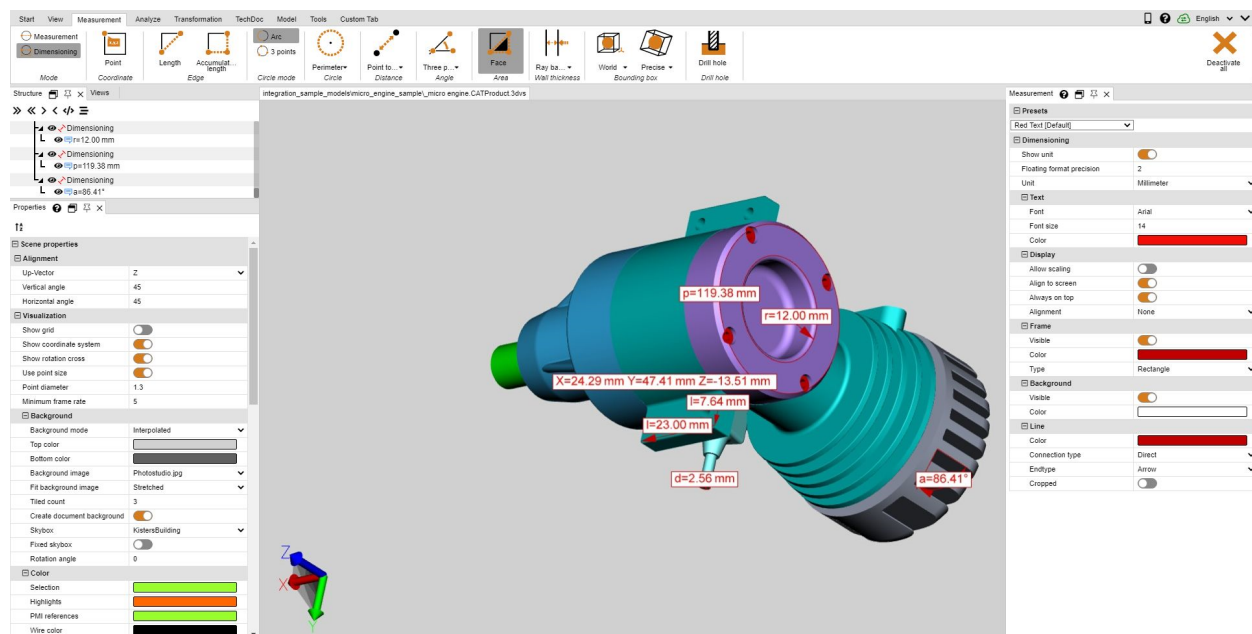 Start View Measurement Analyze Transformation TechDoc Model Tools Custom Tab English
Measurement
Dimensioning
Mode
Point
Coordinate
Length
Accumulat... length
Edge
Arc
3 points
Circle mode
Perimeter
Circle
Point to...
Distance
Three p...
Angle
Face
Area
Ray ba...
Wall thickness
World
Precise
Bounding box
Drill hole
Drill hole
Deactivate all
Structure
Views
Dimensioning
r=12.00 mm
Dimensioning
p=119.38 mm
Dimensioning
a=86.41°
Properties
Scene properties
Alignment
Up-Vector Z
Vertical angle 45
Horizontal angle 45
Visualization
Show grid
Show coordinate system
Show rotation cross
Use point size
Point diameter 1.3
Minimum frame rate 5
Background
Background mode Interpolated
Top color
Bottom color
Background image Photostudio.jpg
Fit background image Stretched
Tiled count 3
Create document background
Skybox KistersBuilding
Fixed skybox
Rotation angle 0
Color
Selection
Highlights
PMI references
Wire color
integration_sample_models\micro_engine_sample\_micro engine.CATProduct.3dvs
p=119.38 mm
r=12.00 mm
X=24.29 mm Y=47.41 mm Z=-13.51 mm
l=7.64 mm
l=23.00 mm
d=2.56 mm
a=86.41°
Z
X
Y
Measurement
Presets
Red Text [Default]
Dimensioning
Show unit
Floating format precision 2
Unit Millimeter
Text
Font Arial
Font size 14
Color
Display
Allow scaling
Align to screen
Always on top
Alignment None
Frame
Visible
Color
Type Rectangle
Background
Visible
Color
Line
Color
Connection type Direct
Endtype Arrow
Cropped